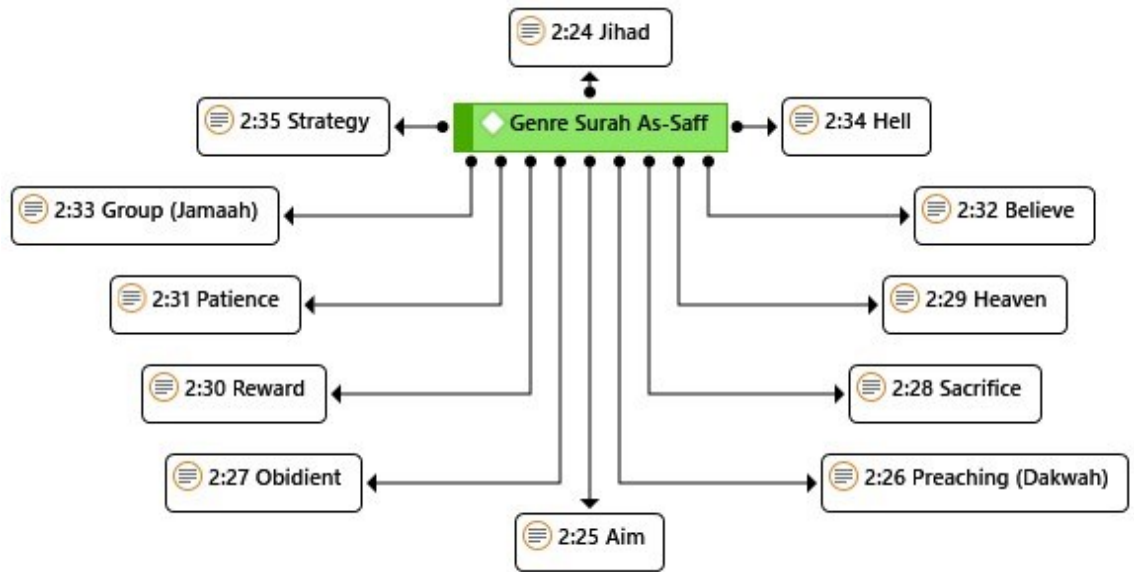 2:24 Jihad
2:35 Strategy
Genre Surah As-Saff
2:34 Hell
2:33 Group (Jamaah)
2:32 Believe
2:31 Patience
2:29 Heaven
2:30 Reward
2:28 Sacrifice
2:27 Obidient
2:26 Preaching (Dakwah)
2:25 Aim